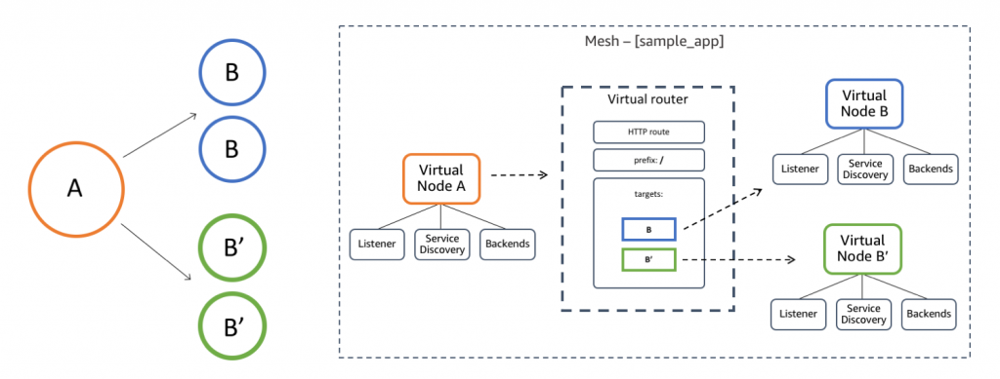 A
B
B
B′
B′
Mesh – [sample_app]
Virtual
Node A
Listener
Service
Discovery
Backends
Virtual router
HTTP route
prefix: /
targets:
B
B′
Virtual
Node B
Listener
Service
Discovery
Backends
Virtual
Node B′
Listener
Service
Discovery
Backends